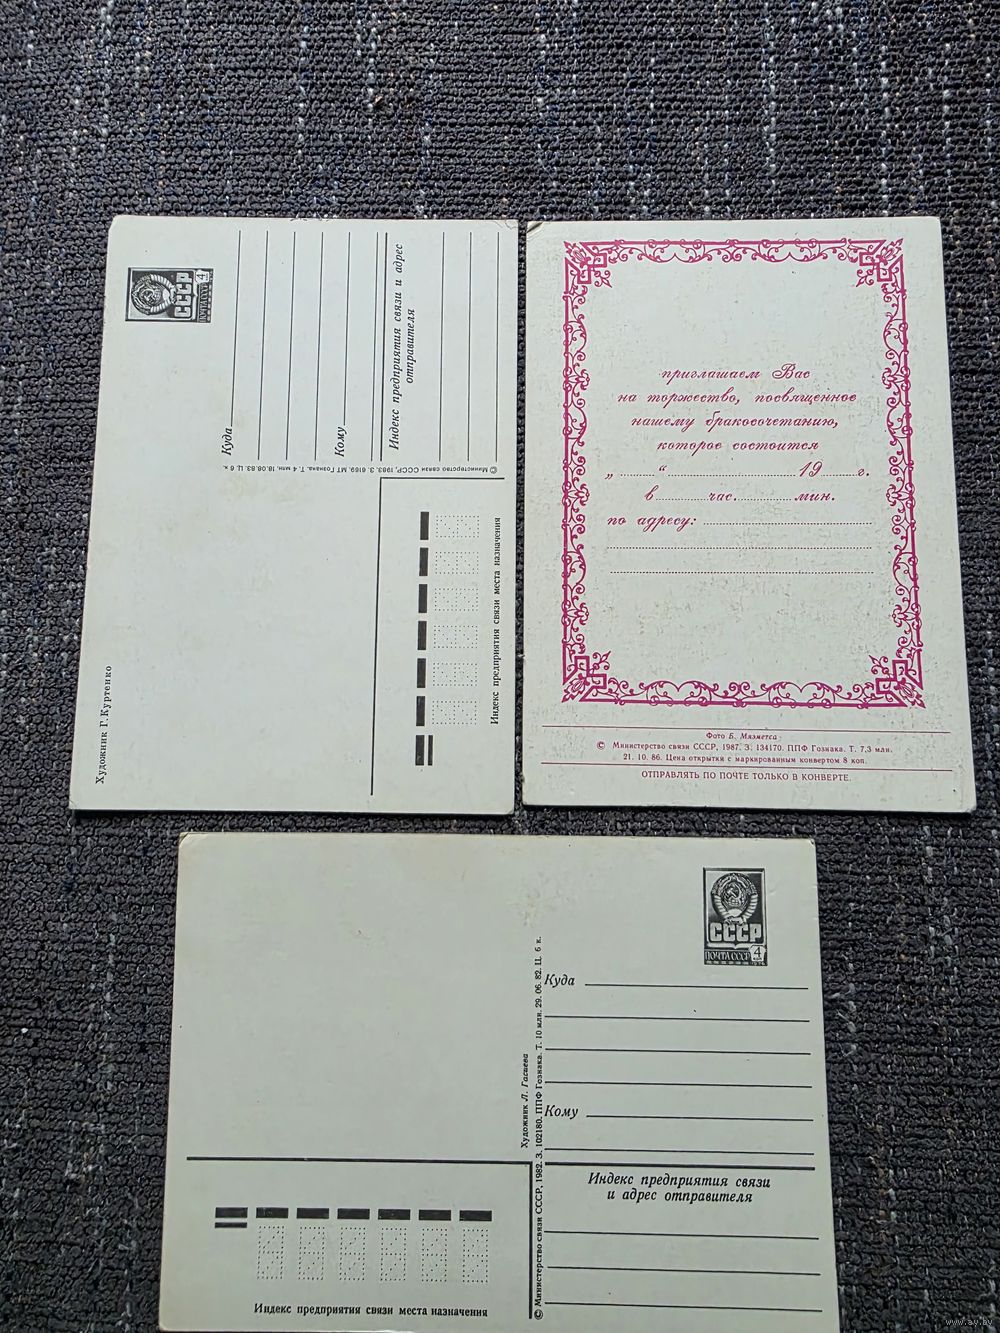 СССР
ПОЧТА СССР 4
Куда
Кому
Индекс предприятия связи и адрес
отправителя
© Министерство связи СССР, 1983. З. 6169. МТ Гознака. Т. 4 млн. 18.08.83. Ц. 6 к.
Индекс предприятия связи места назначения
Художник Г. Куртенко
приглашаем Вас
на торжество, посвященное
нашему бракосочетанию,
которое состоится
„ “ 19 г.
в час. мин.
по адресу:
Фото Б. Мяэметса
© Министерство связи СССР, 1987. З. 134170. ППФ Гознака. Т. 7,3 млн.
21. 10. 86. Цена открытки с маркированным конвертом 8 коп.
ОТПРАВЛЯТЬ ПО ПОЧТЕ ТОЛЬКО В КОНВЕРТЕ.
СССР
ПОЧТА СССР 4
Куда
Кому
Индекс предприятия связи
и адрес отправителя
Художник Л. Гасиева
© Министерство связи СССР, 1982. З. 102180. ППФ Гознака. Т. 10 млн. 29. 06. 82. Ц. 6 к.
Индекс предприятия связи места назначения
www.ay.by